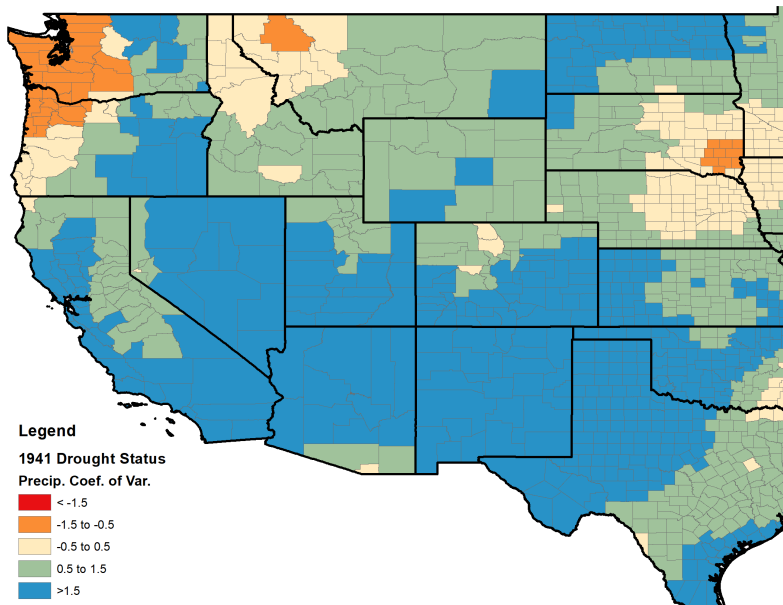 Legend
1941 Drought Status
Precip. Coef. of Var.
< -1.5
-1.5 to -0.5
-0.5 to 0.5
0.5 to 1.5
>1.5